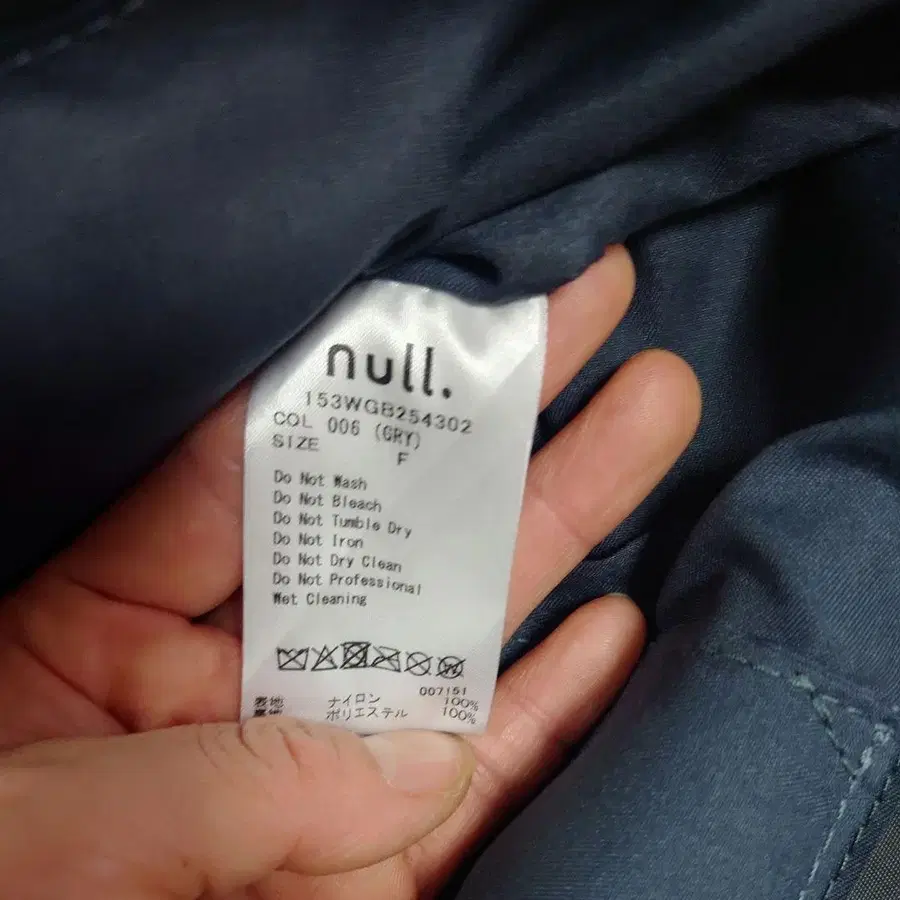 null.
153WGB254302
COL 006 (GRY)
SIZE F
Do Not Wash
Do Not Bleach
Do Not Tumble Dry
Do Not Iron
Do Not Dry Clean
Do Not Professional
Wet Cleaning
007151
表地 ナイロン 100%
ポリエステル 100%